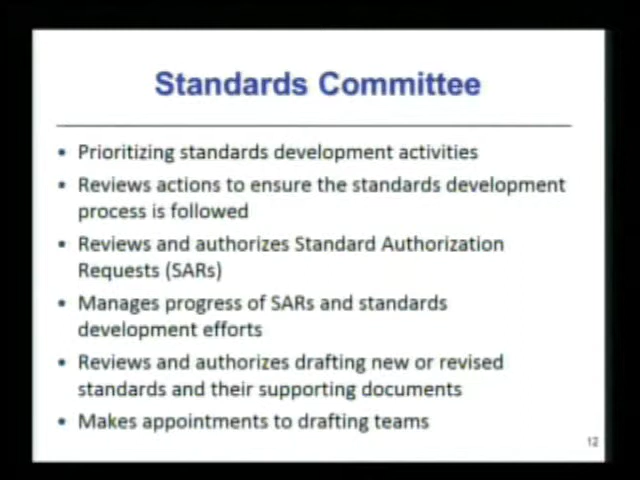 Standards Committee
• Prioritizing standards development activities
• Reviews actions to ensure the standards development
process is followed
• Reviews and authorizes Standard Authorization
Requests (SARs)
• Manages progress of SARs and standards
development efforts
• Reviews and authorizes drafting new or revised
standards and their supporting documents
• Makes appointments to drafting teams
12